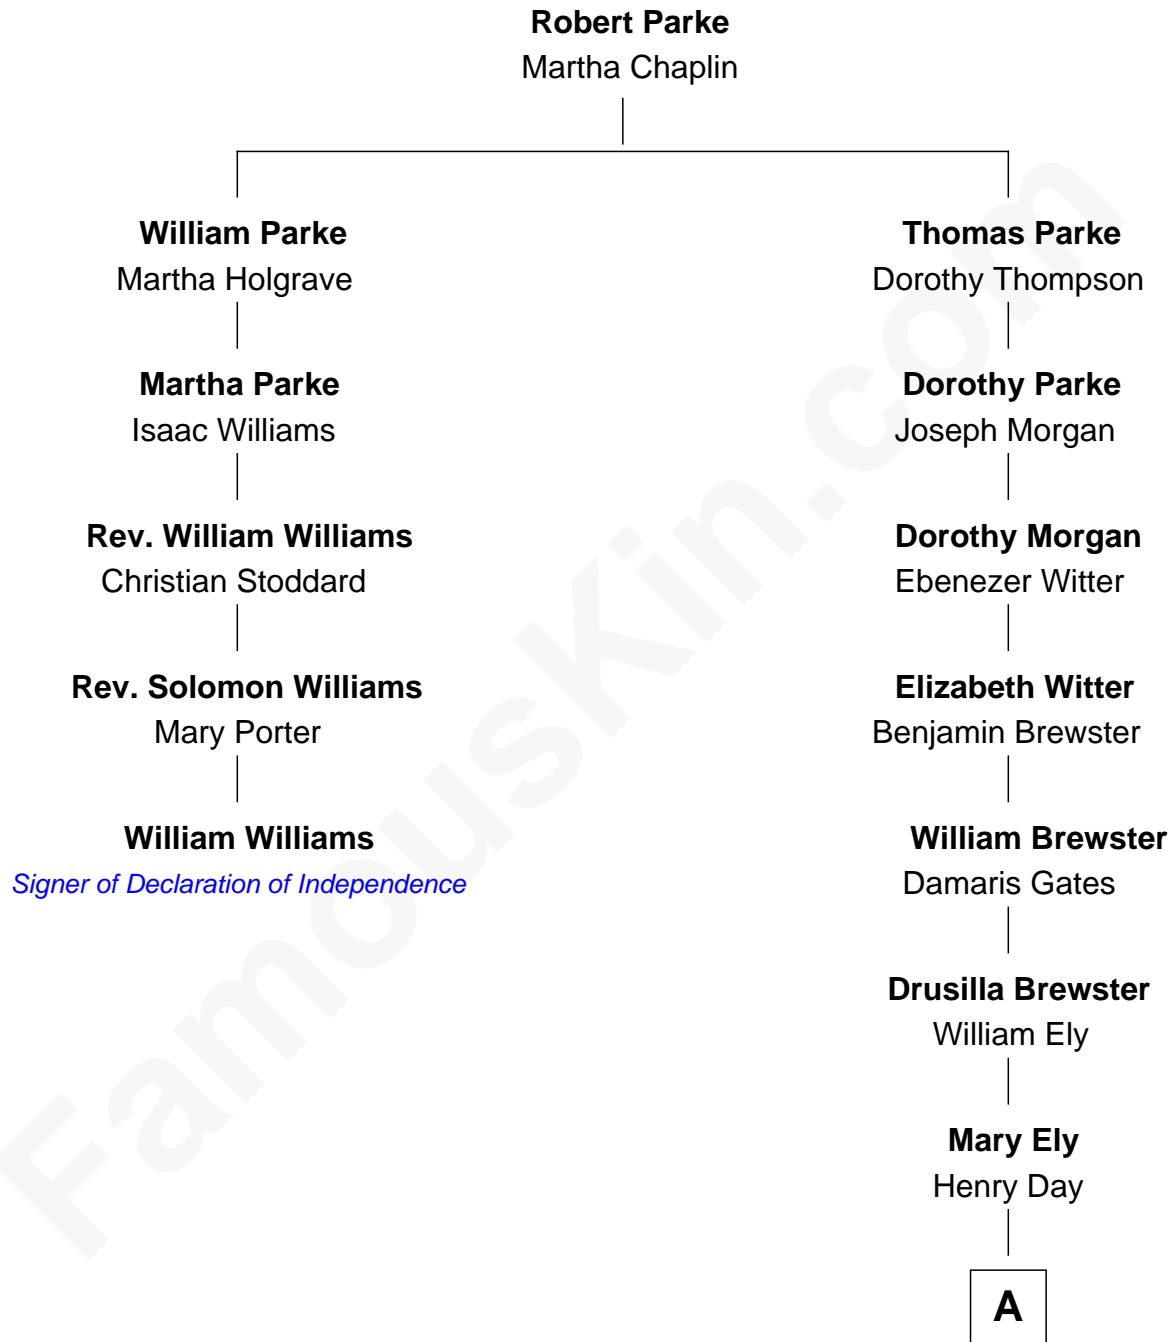 Robert Parke
Martha Chaplin
William Parke
Martha Holgrave
Thomas Parke
Dorothy Thompson
Martha Parke
Isaac Williams
Dorothy Parke
Joseph Morgan
Rev. William Williams
Christian Stoddard
Dorothy Morgan
Ebenezer Witter
Rev. Solomon Williams
Mary Porter
Elizabeth Witter
Benjamin Brewster
William Williams
Signer of Declaration of Independence
William Brewster
Damaris Gates
Drusilla Brewster
William Ely
Mary Ely
Henry Day
A
FamousKin.com